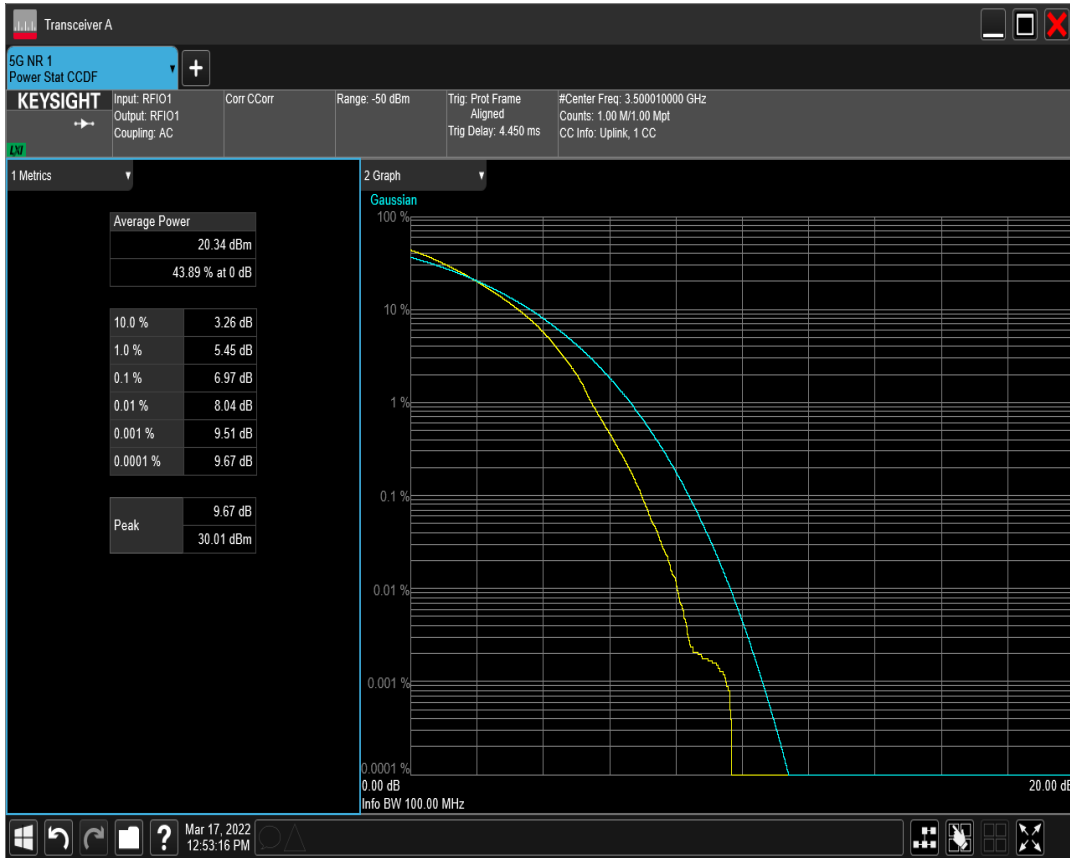 Transceiver A
5G NR 1
Power Stat CCDF
KEYSIGHT
LXI
Input: RFIO1
Output: RFIO1
Coupling: AC
Corr CCorr
Range: -50 dBm
Trig: Prot Frame
Aligned
Trig Delay: 4.450 ms
#Center Freq: 3.500010000 GHz
Counts: 1.00 M/1.00 Mpt
CC Info: Uplink, 1 CC
1 Metrics
Average Power
20.34 dBm
43.89 % at 0 dB
10.0 % 3.26 dB
1.0 % 5.45 dB
0.1 % 6.97 dB
0.01 % 8.04 dB
0.001 % 9.51 dB
0.0001 % 9.67 dB
Peak
9.67 dB
30.01 dBm
2 Graph
Gaussian
100 %
10 %
1 %
0.1 %
0.01 %
0.001 %
0.0001 %
0.00 dB 20.00 dB
Info BW 100.00 MHz
?
Mar 17, 2022
12:53:16 PM